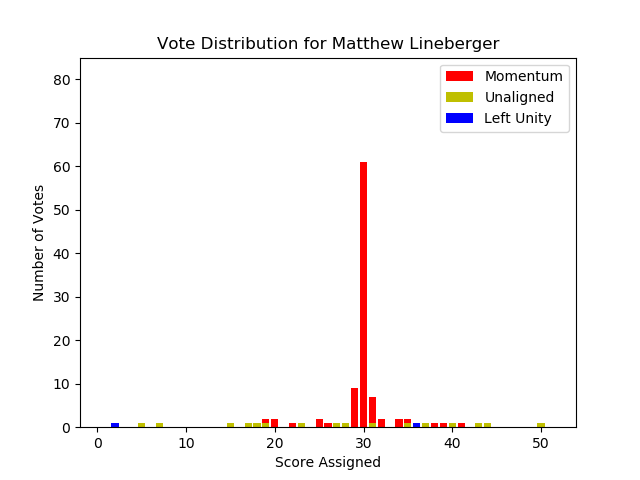 Vote Distribution for Matthew Lineberger
Momentum
Unaligned
Left Unity
80
70
60
50
40
30
20
10
0
Number of Votes
0 10 20 30 40 50
Score Assigned